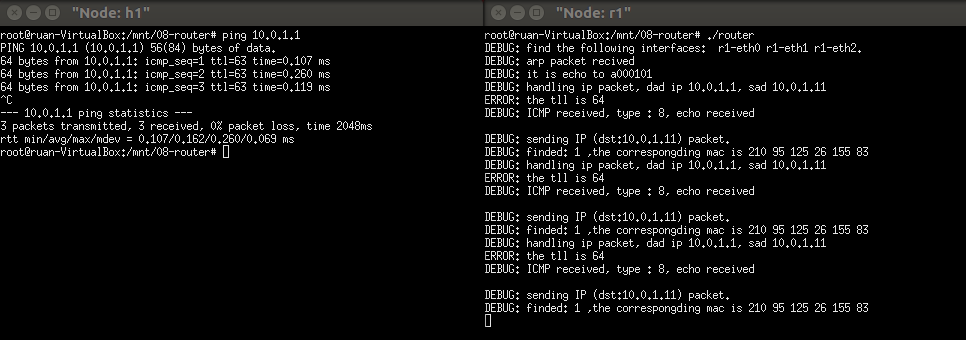 "Node: h1"
root@ruan-VirtualBox:/mnt/08-router# ping 10.0.1.1
PING 10.0.1.1 (10.0.1.1) 56(84) bytes of data.
64 bytes from 10.0.1.1: icmp_seq=1 ttl=63 time=0.107 ms
64 bytes from 10.0.1.1: icmp_seq=2 ttl=63 time=0.260 ms
64 bytes from 10.0.1.1: icmp_seq=3 ttl=63 time=0.119 ms
^C
--- 10.0.1.1 ping statistics ---
3 packets transmitted, 3 received, 0% packet loss, time 2048ms
rtt min/avg/max/mdev = 0.107/0.162/0.260/0.069 ms
root@ruan-VirtualBox:/mnt/08-router#
"Node: r1"
root@ruan-VirtualBox:/mnt/08-router# ./router
DEBUG: find the following interfaces:  r1-eth0 r1-eth1 r1-eth2.
DEBUG: arp packet recived
DEBUG: it is echo to a000101
DEBUG: handling ip packet, dad ip 10.0.1.1, sad 10.0.1.11
ERROR: the tll is 64
DEBUG: ICMP received, type : 8, echo received
DEBUG: sending IP (dst:10.0.1.11) packet.
DEBUG: finded: 1 ,the correspongding mac is 210 95 125 26 155 83
DEBUG: handling ip packet, dad ip 10.0.1.1, sad 10.0.1.11
ERROR: the tll is 64
DEBUG: ICMP received, type : 8, echo received
DEBUG: sending IP (dst:10.0.1.11) packet.
DEBUG: finded: 1 ,the correspongding mac is 210 95 125 26 155 83
DEBUG: handling ip packet, dad ip 10.0.1.1, sad 10.0.1.11
ERROR: the tll is 64
DEBUG: ICMP received, type : 8, echo received
DEBUG: sending IP (dst:10.0.1.11) packet.
DEBUG: finded: 1 ,the correspongding mac is 210 95 125 26 155 83